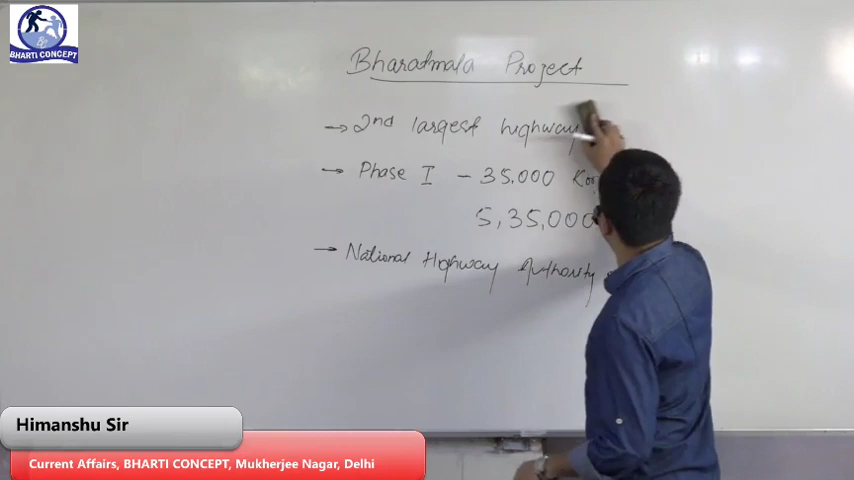 BHARTI CONCEPT
Bharatmala Project
→ 2nd largest highway
→ Phase I - 35,000
5,35,000
→ National Highway Authority
Himanshu Sir
Current Affairs, BHARTI CONCEPT, Mukherjee Nagar, Delhi